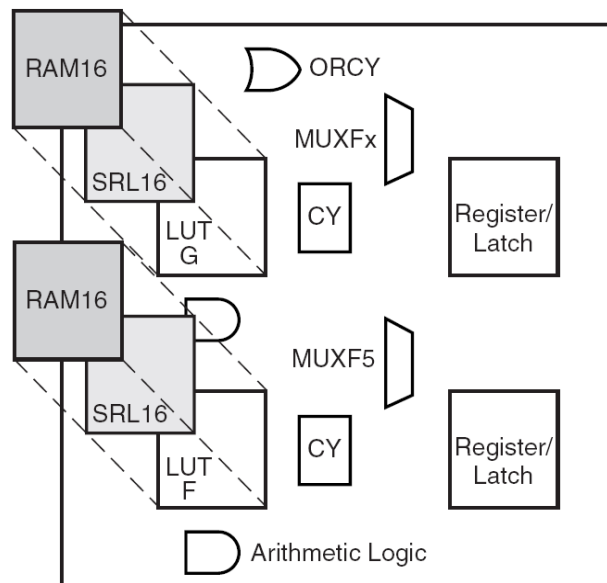 RAM16
ORCY
MUXFx
SRL16
CY
Register/
Latch
LUT
G
RAM16
MUXF5
SRL16
CY
Register/
Latch
LUT
F
Arithmetic Logic